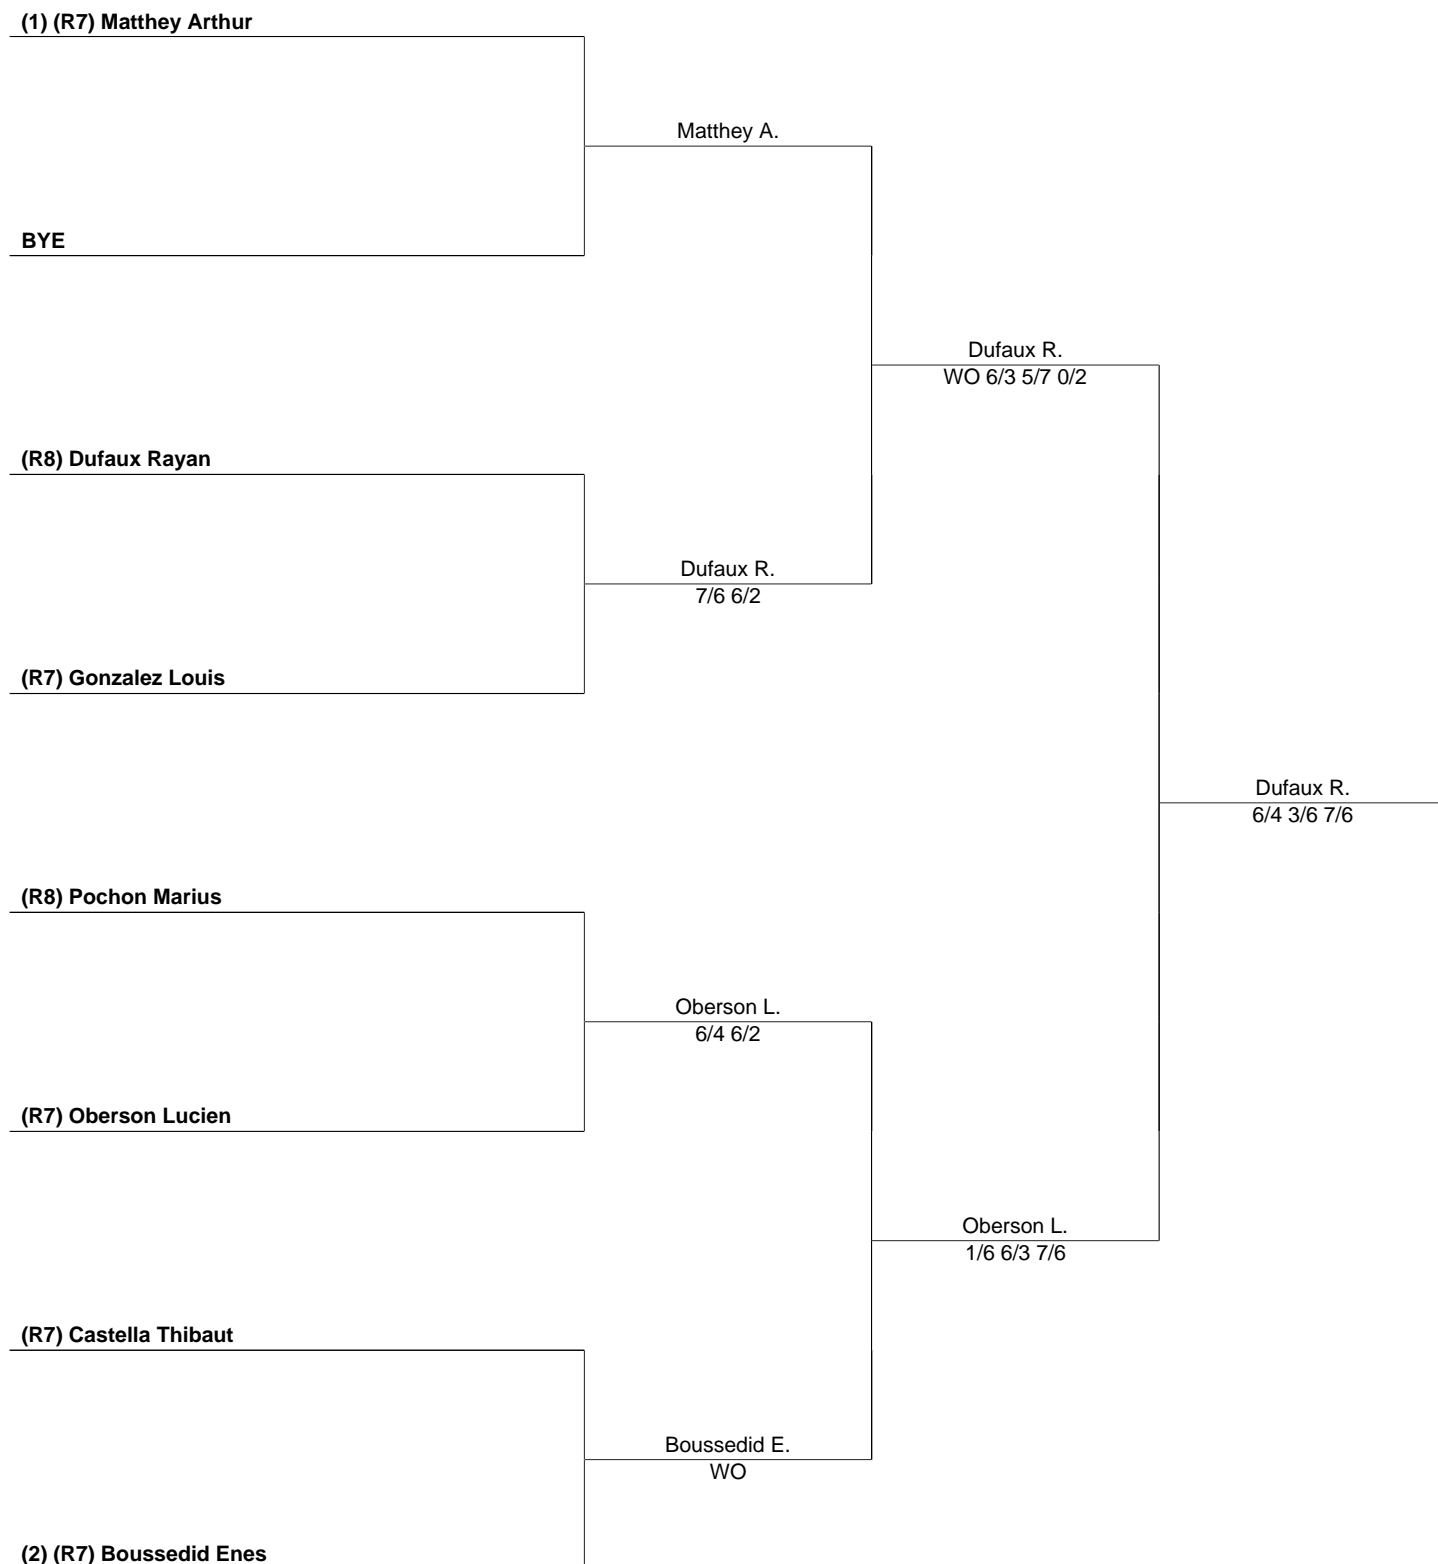 (1) (R7) Matthey Arthur
Matthey A.
BYE
Dufaux R.
WO 6/3 5/7 0/2
(R8) Dufaux Rayan
Dufaux R.
7/6 6/2
(R7) Gonzalez Louis
Dufaux R.
6/4 3/6 7/6
(R8) Pochon Marius
Oberson L.
6/4 6/2
(R7) Oberson Lucien
Oberson L.
1/6 6/3 7/6
(R7) Castella Thibaut
Boussedid E.
WO
(2) (R7) Boussedid Enes